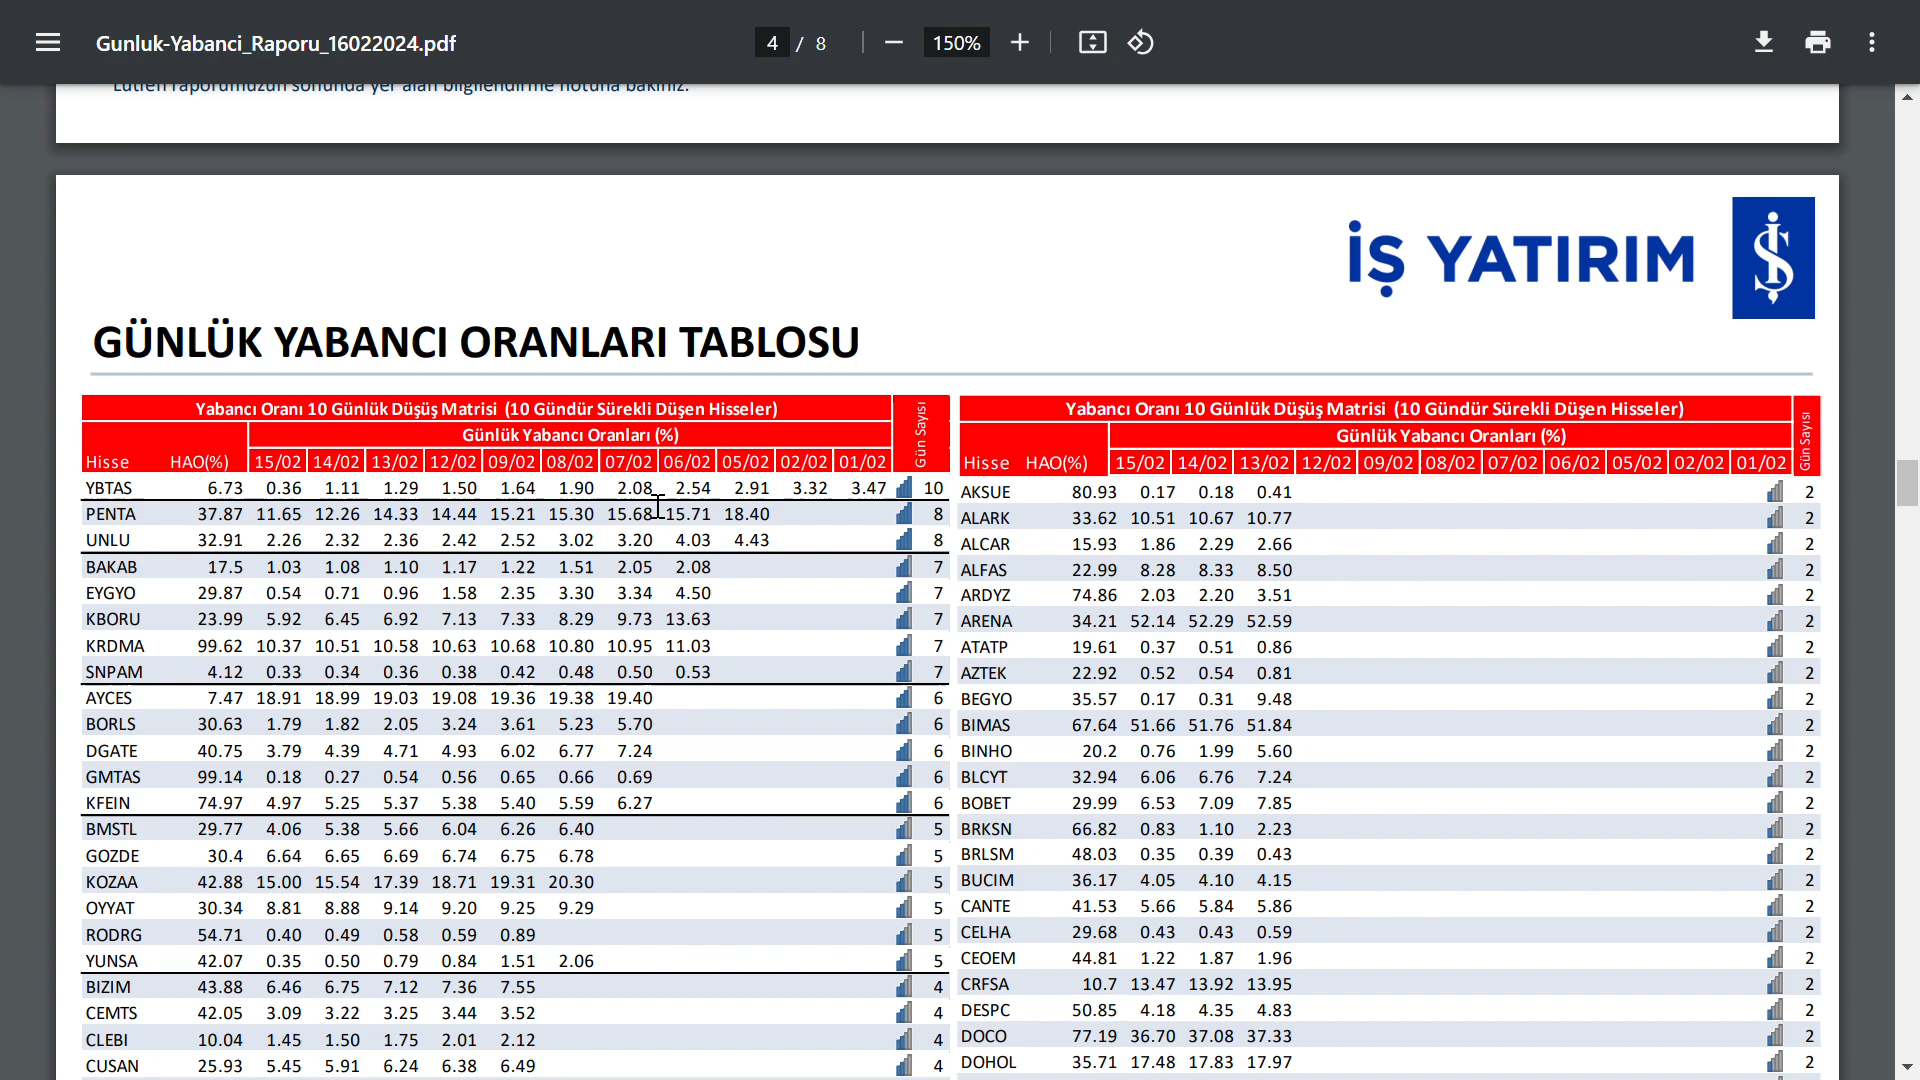 Gunluk-Yabanci_Raporu_16022024.pdf
4 / 8
150%
Lütfen raporumuzun sonunda yer alan bilgilendirme notuna bakınız.
İŞ YATIRIM
GÜNLÜK YABANCI ORANLARI TABLOSU
Yabancı Oranı 10 Günlük Düşüş Matrisi (10 Gündür Sürekli Düşen Hisseler)
Gün Sayısı
Günlük Yabancı Oranları (%)
Hisse HAO(%) 15/02 14/02 13/02 12/02 09/02 08/02 07/02 06/02 05/02 02/02 01/02
YBTAS 6.73 0.36 1.11 1.29 1.50 1.64 1.90 2.08 2.54 2.91 3.32 3.47 10
PENTA 37.87 11.65 12.26 14.33 14.44 15.21 15.30 15.68 15.71 18.40 8
UNLU 32.91 2.26 2.32 2.36 2.42 2.52 3.02 3.20 4.03 4.43 8
BAKAB 17.5 1.03 1.08 1.10 1.17 1.22 1.51 2.05 2.08 7
EYGYO 29.87 0.54 0.71 0.96 1.58 2.35 3.30 3.34 4.50 7
KBORU 23.99 5.92 6.45 6.92 7.13 7.33 8.29 9.73 13.63 7
KRDMA 99.62 10.37 10.51 10.58 10.63 10.68 10.80 10.95 11.03 7
SNPAM 4.12 0.33 0.34 0.36 0.38 0.42 0.48 0.50 0.53 7
AYCES 7.47 18.91 18.99 19.03 19.08 19.36 19.38 19.40 6
BORLS 30.63 1.79 1.82 2.05 3.24 3.61 5.23 5.70 6
DGATE 40.75 3.79 4.39 4.71 4.93 6.02 6.77 7.24 6
GMTAS 99.14 0.18 0.27 0.54 0.56 0.65 0.66 0.69 6
KFEIN 74.97 4.97 5.25 5.37 5.38 5.40 5.59 6.27 6
BMSTL 29.77 4.06 5.38 5.66 6.04 6.26 6.40 5
GOZDE 30.4 6.64 6.65 6.69 6.74 6.75 6.78 5
KOZAA 42.88 15.00 15.54 17.39 18.71 19.31 20.30 5
OYYAT 30.34 8.81 8.88 9.14 9.20 9.25 9.29 5
RODRG 54.71 0.40 0.49 0.58 0.59 0.89 5
YUNSA 42.07 0.35 0.50 0.79 0.84 1.51 2.06 5
BIZIM 43.88 6.46 6.75 7.12 7.36 7.55 4
CEMTS 42.05 3.09 3.22 3.25 3.44 3.52 4
CLEBI 10.04 1.45 1.50 1.75 2.01 2.12 4
CUSAN 25.93 5.45 5.91 6.24 6.38 6.49 4
Yabancı Oranı 10 Günlük Düşüş Matrisi (10 Gündür Sürekli Düşen Hisseler)
Gün Sayısı
Günlük Yabancı Oranları (%)
Hisse HAO(%) 15/02 14/02 13/02 12/02 09/02 08/02 07/02 06/02 05/02 02/02 01/02
AKSUE 80.93 0.17 0.18 0.41 2
ALARK 33.62 10.51 10.67 10.77 2
ALCAR 15.93 1.86 2.29 2.66 2
ALFAS 22.99 8.28 8.33 8.50 2
ARDYZ 74.86 2.03 2.20 3.51 2
ARENA 34.21 52.14 52.29 52.59 2
ATATP 19.61 0.37 0.51 0.86 2
AZTEK 22.92 0.52 0.54 0.81 2
BEGYO 35.57 0.17 0.31 9.48 2
BIMAS 67.64 51.66 51.76 51.84 2
BINHO 20.2 0.76 1.99 5.60 2
BLCYT 32.94 6.06 6.76 7.24 2
BOBET 29.99 6.53 7.09 7.85 2
BRKSN 66.82 0.83 1.10 2.23 2
BRLSM 48.03 0.35 0.39 0.43 2
BUCIM 36.17 4.05 4.10 4.15 2
CANTE 41.53 5.66 5.84 5.86 2
CELHA 29.68 0.43 0.43 0.59 2
CEOEM 44.81 1.22 1.87 1.96 2
CRFSA 10.7 13.47 13.92 13.95 2
DESPC 50.85 4.18 4.35 4.83 2
DOCO 77.19 36.70 37.08 37.33 2
DOHOL 35.71 17.48 17.83 17.97 2